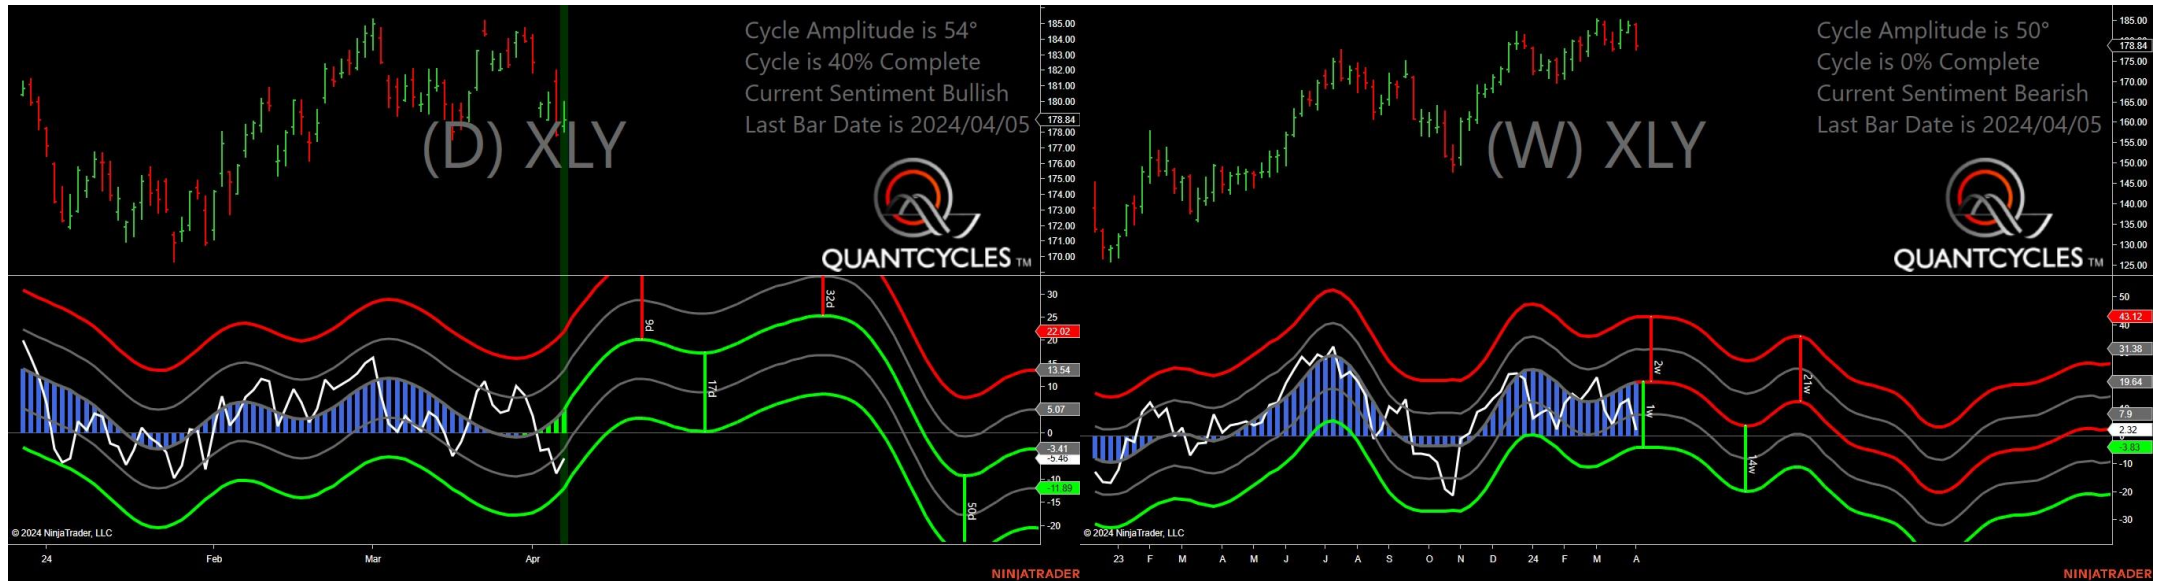 Cycle Amplitude is 54°
Cycle is 40% Complete
Current Sentiment Bullish
Last Bar Date is 2024/04/05
(D) XLY
QUANTCYCLES TM
185.00
184.00
183.00
182.00
181.00
180.00
178.84
178.00
177.00
176.00
175.00
174.00
173.00
172.00
171.00
170.00
9d
17d
32d
50d
30
25
22.02
20
15
13.54
10
5.07
0
-3.41
-5.46
-10
-11.89
-15
-20
© 2024 NinjaTrader, LLC
24 Feb Mar Apr
NINJATRADER
Cycle Amplitude is 50°
Cycle is 0% Complete
Current Sentiment Bearish
Last Bar Date is 2024/04/05
(W) XLY
QUANTCYCLES TM
185.00
178.84
175.00
170.00
165.00
160.00
155.00
150.00
145.00
140.00
135.00
130.00
125.00
2w
1w
14w
21w
50
43.12
40
31.38
19.64
7.9
2.32
-3.83
-10
-20
-30
© 2024 NinjaTrader, LLC
23 F M A M J J A S O N D 24 F M A
NINJATRADER